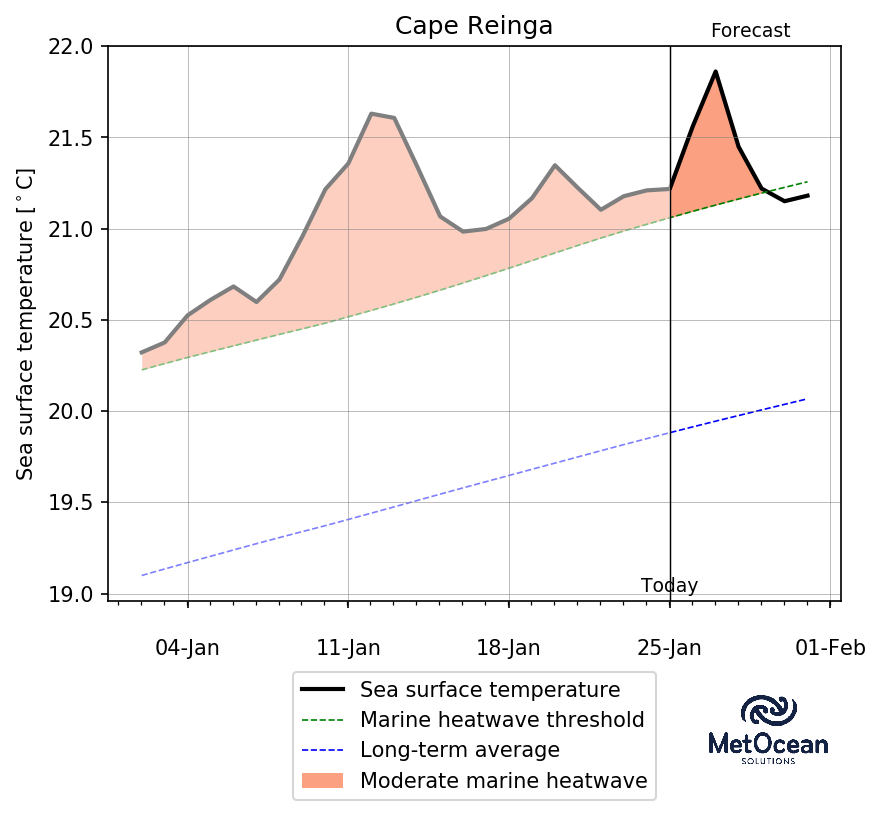 Cape Reinga
Forecast
22.0
21.5
21.0
20.5
20.0
19.5
19.0
Sea surface temperature [°C]
Today
04-Jan
11-Jan
18-Jan
25-Jan
01-Feb
Sea surface temperature
Marine heatwave threshold
Long-term average
Moderate marine heatwave
MetOcean
SOLUTIONS